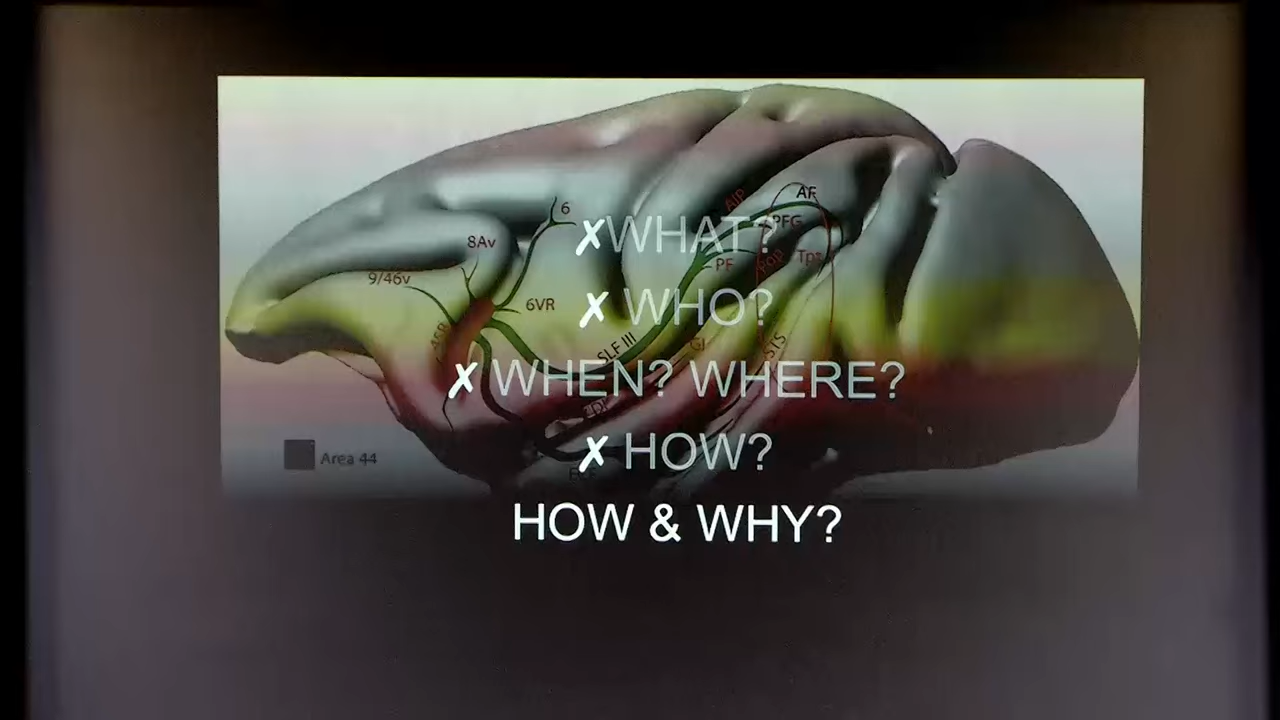 6
AIP
AF
✗WHAT?
PFG
8Av
9/46v
PF
Tpt
✗ WHO?
6VR
SLF III
STS
✗ WHEN? WHERE?
✗ HOW?
Area 44
HOW & WHY?